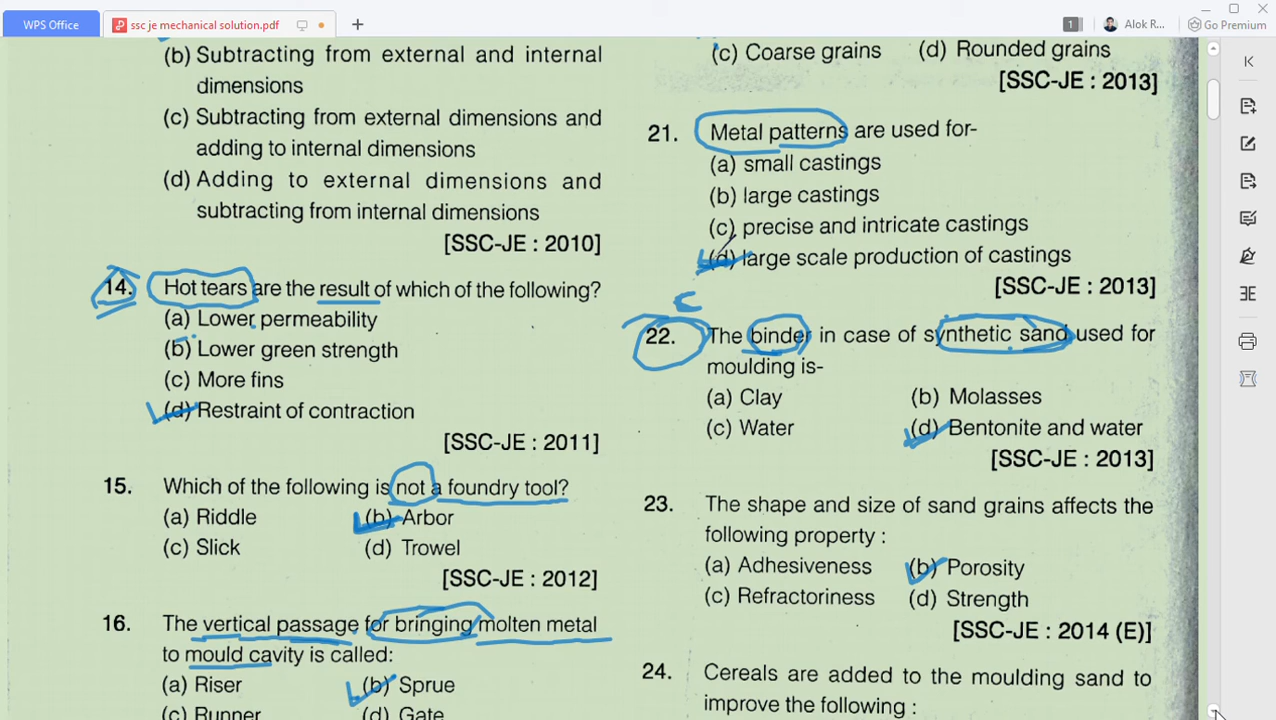 WPS Office
ssc je mechanical solution.pdf
1
Alok R...
Go Premium
(b) Subtracting from external and internal
dimensions
(c) Subtracting from external dimensions and
adding to internal dimensions
(d) Adding to external dimensions and
subtracting from internal dimensions
[SSC-JE : 2010]
14. Hot tears are the result of which of the following?
(a) Lower permeability
(b) Lower green strength
(c) More fins
(d) Restraint of contraction
[SSC-JE : 2011]
15. Which of the following is not a foundry tool?
(a) Riddle (b) Arbor
(c) Slick (d) Trowel
[SSC-JE : 2012]
16. The vertical passage for bringing molten metal
to mould cavity is called:
(a) Riser (b) Sprue
(c) Runner (d) Gate
(c) Coarse grains (d) Rounded grains
[SSC-JE : 2013]
21. Metal patterns are used for-
(a) small castings
(b) large castings
(c) precise and intricate castings
(d) large scale production of castings
[SSC-JE : 2013]
C
22. The binder in case of synthetic sand used for
moulding is-
(a) Clay (b) Molasses
(c) Water (d) Bentonite and water
[SSC-JE : 2013]
23. The shape and size of sand grains affects the
following property :
(a) Adhesiveness (b) Porosity
(c) Refractoriness (d) Strength
[SSC-JE : 2014 (E)]
24. Cereals are added to the moulding sand to
improve the following :